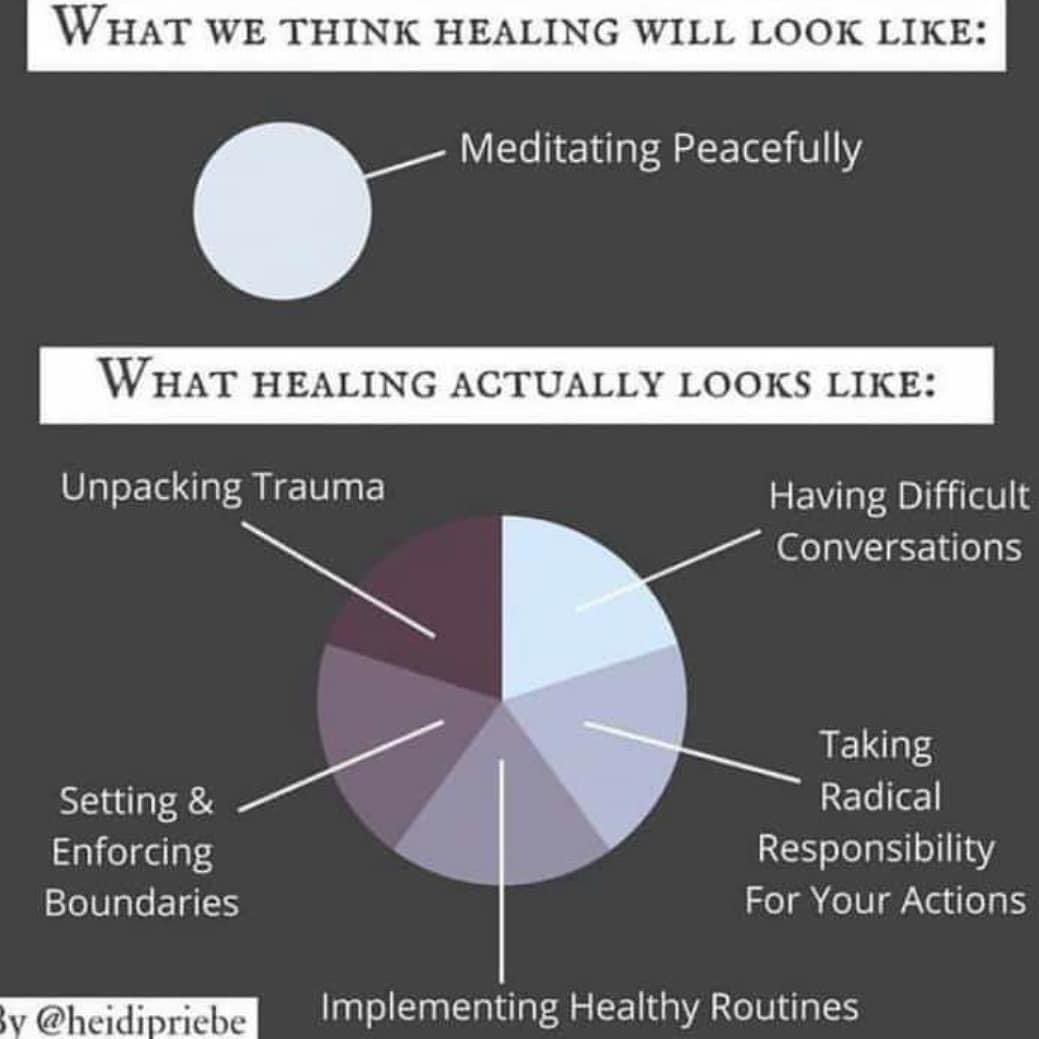 WHAT WE THINK HEALING WILL LOOK LIKE:
Meditating Peacefully
WHAT HEALING ACTUALLY LOOKS LIKE:
Unpacking Trauma
Having Difficult
Conversations
Taking
Radical
Responsibility
For Your Actions
Setting &
Enforcing
Boundaries
Implementing Healthy Routines
By @heidipriebe